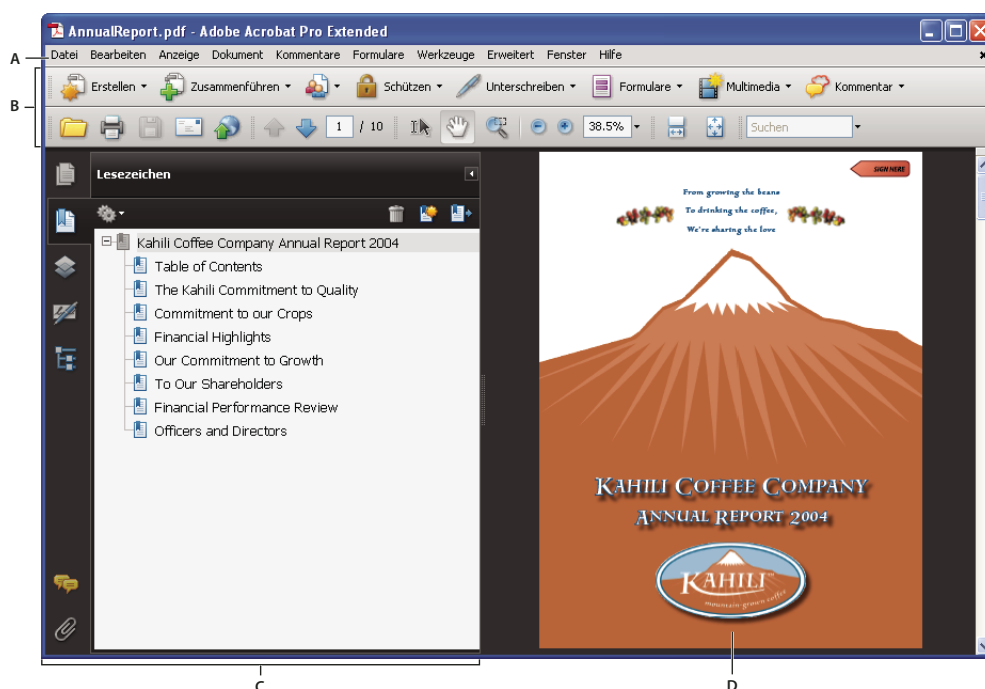 AnnualReport.pdf - Adobe Acrobat Pro Extended
A
Datei Bearbeiten Anzeige Dokument Kommentare Formulare Werkzeuge Erweitert Fenster Hilfe
B
Erstellen Zusammenführen Schützen Unterschreiben Formulare Multimedia Kommentar
1 / 10 38.5% Suchen
Lesezeichen
Kahili Coffee Company Annual Report 2004
Table of Contents
The Kahili Commitment to Quality
Commitment to our Crops
Financial Highlights
Our Commitment to Growth
To Our Shareholders
Financial Performance Review
Officers and Directors
SIGN HERE
From growing the beans
To drinking the coffee,
We're sharing the love
KAHILI COFFEE COMPANY
ANNUAL REPORT 2004
KAHILI
mountain grown coffee
C
D